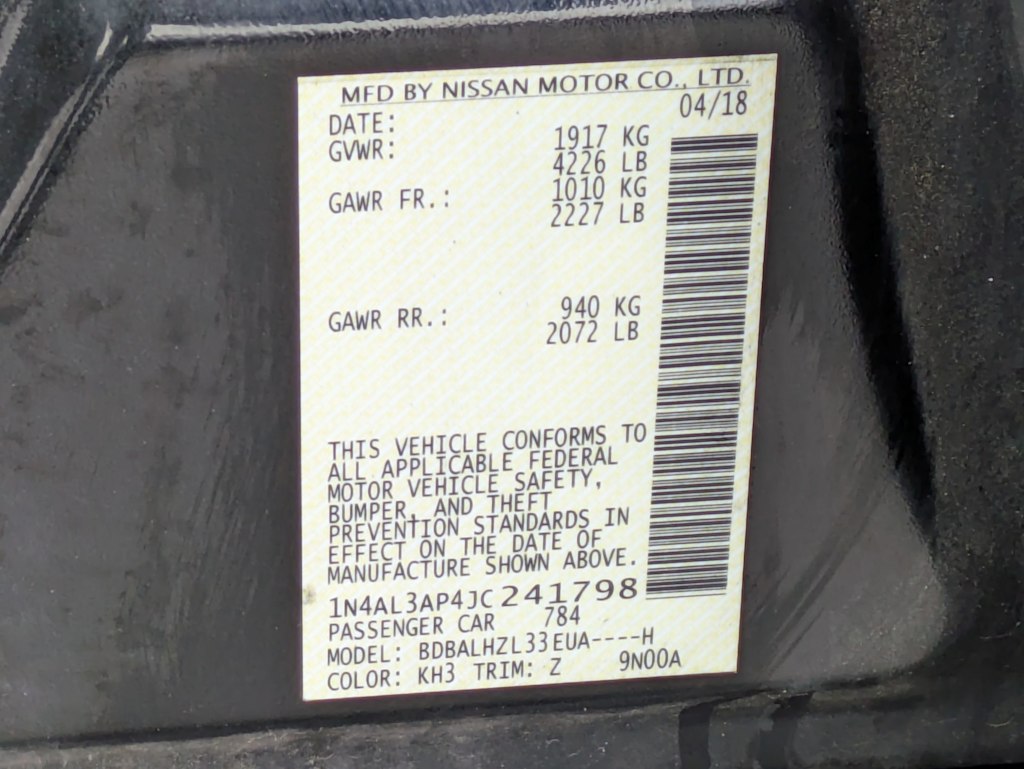 MFD BY NISSAN MOTOR CO., LTD.
DATE: 04/18
GVWR: 1917 KG
4226 LB
GAWR FR.: 1010 KG
2227 LB
GAWR RR.: 940 KG
2072 LB
THIS VEHICLE CONFORMS TO
ALL APPLICABLE FEDERAL
MOTOR VEHICLE SAFETY,
BUMPER, AND THEFT
PREVENTION STANDARDS IN
EFFECT ON THE DATE OF
MANUFACTURE SHOWN ABOVE.
1N4AL3AP4JC241798
PASSENGER CAR 784
MODEL: BDBALHZL33EUA----H
COLOR: KH3 TRIM: Z 9N00A